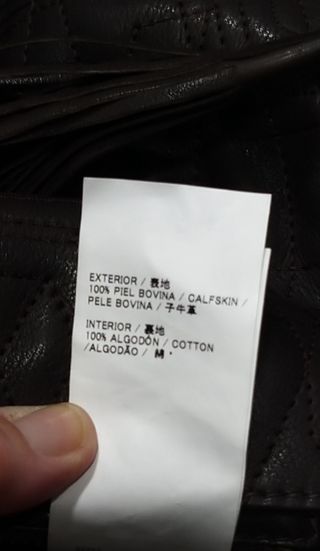 EXTERIOR / 表地
100% PIEL BOVINA / CALFSKIN /
PELE BOVINA / 子牛革
INTERIOR / 裏地
100% ALGODÓN / COTTON
/ALGODÃO / 綿